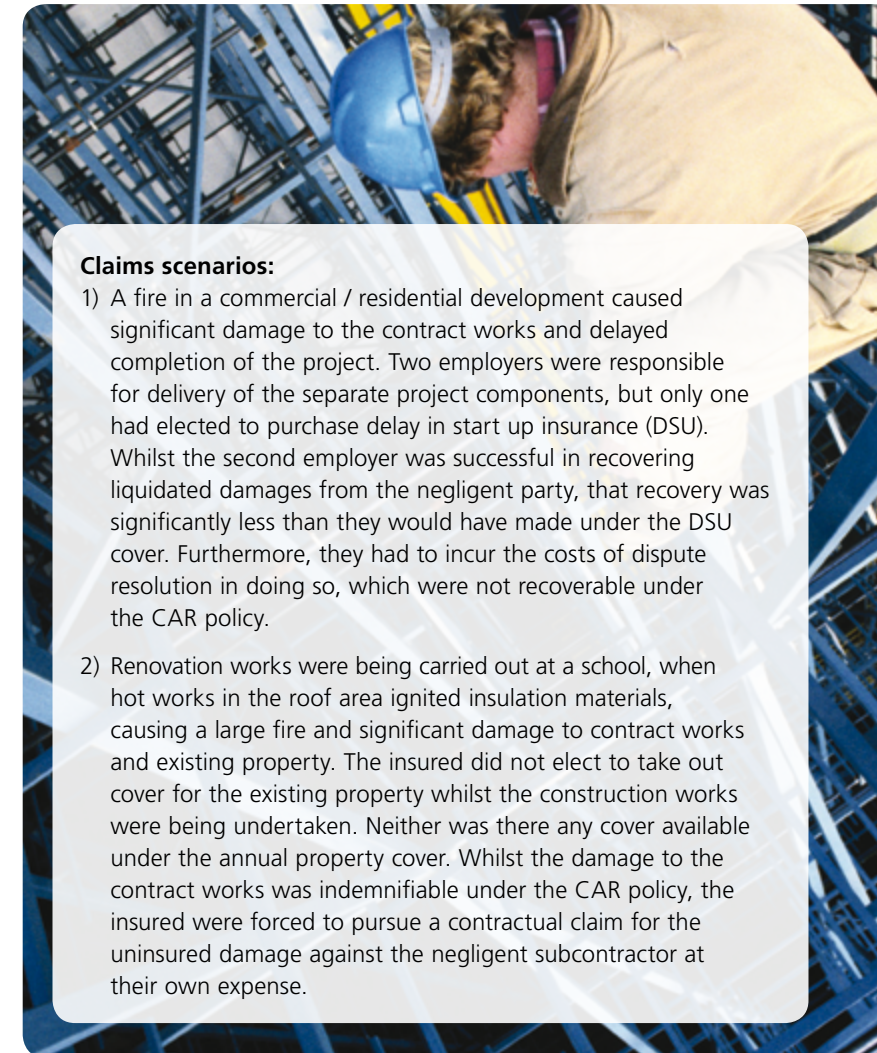 Claims scenarios:
1) A fire in a commercial / residential development caused
significant damage to the contract works and delayed
completion of the project. Two employers were responsible
for delivery of the separate project components, but only one
had elected to purchase delay in start up insurance (DSU).
Whilst the second employer was successful in recovering
liquidated damages from the negligent party, that recovery was
significantly less than they would have made under the DSU
cover. Furthermore, they had to incur the costs of dispute
resolution in doing so, which were not recoverable under
the CAR policy.
2) Renovation works were being carried out at a school, when
hot works in the roof area ignited insulation materials,
causing a large fire and significant damage to contract works
and existing property. The insured did not elect to take out
cover for the existing property whilst the construction works
were being undertaken. Neither was there any cover available
under the annual property cover. Whilst the damage to the
contract works was indemnifiable under the CAR policy, the
insured were forced to pursue a contractual claim for the
uninsured damage against the negligent subcontractor at
their own expense.